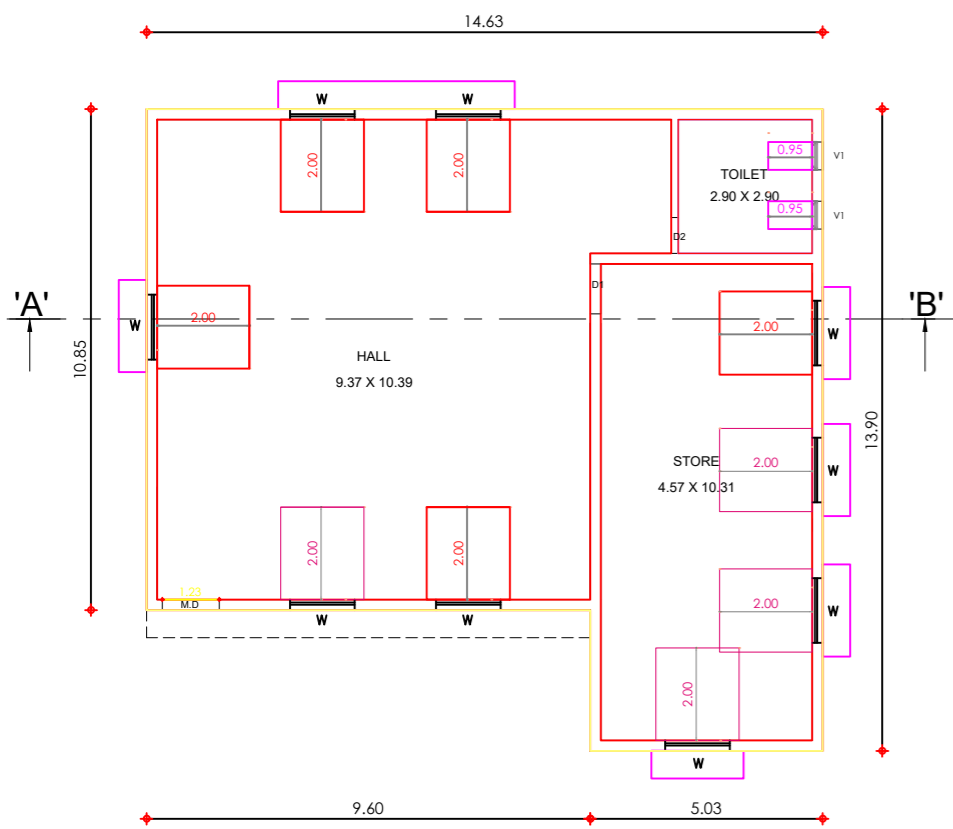 14.63
W
W
0.95
V1
2.00
2.00
TOILET
2.90 X 2.90
0.95
V1
D2
D1
'A'
'B'
W
2.00
2.00
W
10.85
HALL
9.37 X 10.39
13.90
STORE
2.00
W
4.57 X 10.31
2.00
2.00
1.23
M.D
2.00
W
W
W
2.00
W
9.60
5.03